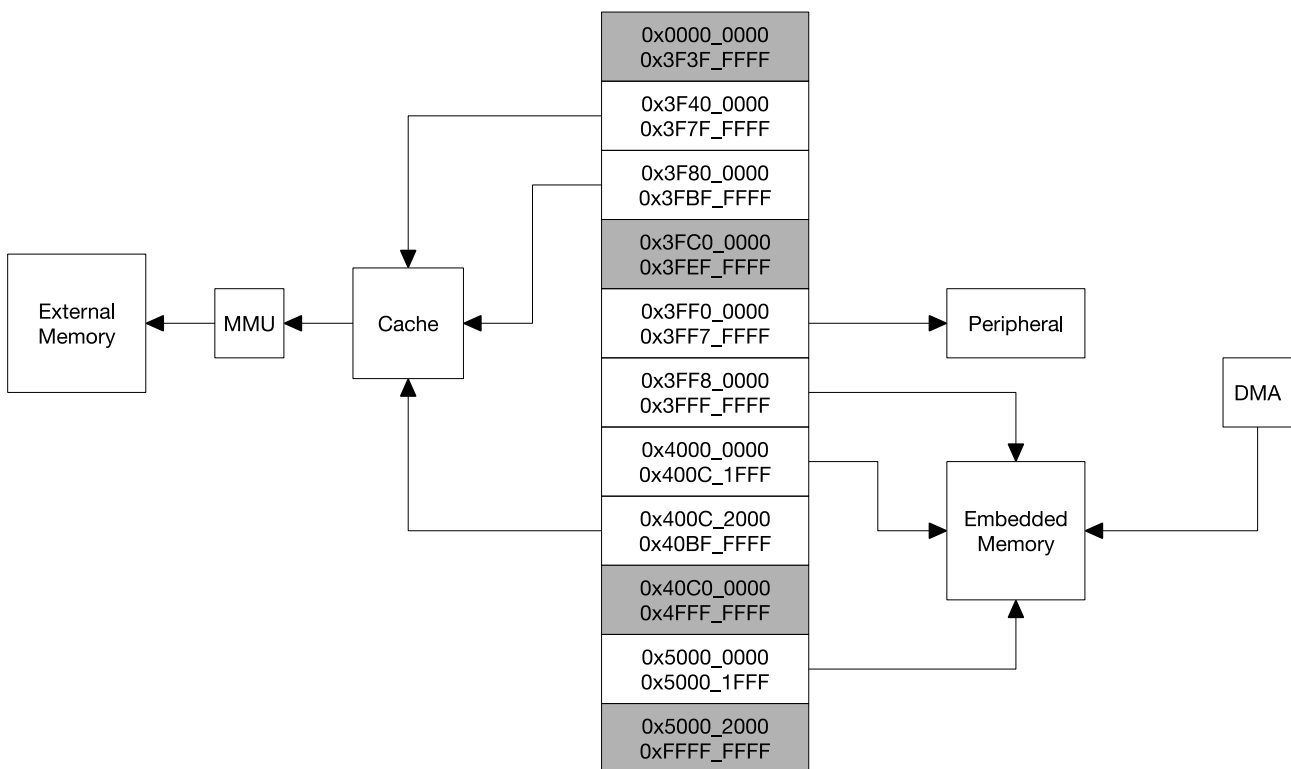 0x0000_0000
0x3F3F_FFFF
0x3F40_0000
0x3F7F_FFFF
0x3F80_0000
0x3FBF_FFFF
0x3FC0_0000
0x3FEF_FFFF
External
Memory
MMU
Cache
0x3FF0_0000
0x3FF7_FFFF
Peripheral
0x3FF8_0000
0x3FFF_FFFF
DMA
0x4000_0000
0x400C_1FFF
0x400C_2000
0x40BF_FFFF
Embedded
Memory
0x40C0_0000
0x4FFF_FFFF
0x5000_0000
0x5000_1FFF
0x5000_2000
0xFFFF_FFFF